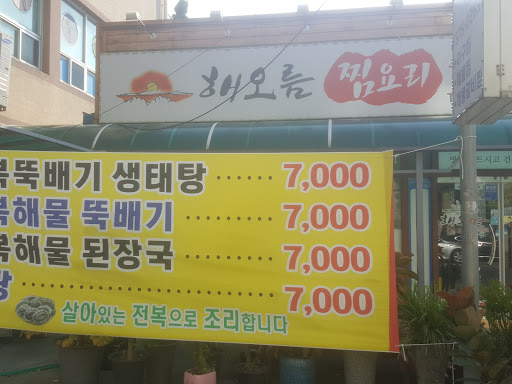 해오름 찜요리
뚝배기 생태탕 ...... 7,000
해물 뚝배기 ...... 7,000
해물 된장국 ...... 7,000
탕 ...... 7,000
살아있는 전복으로 조리합니다